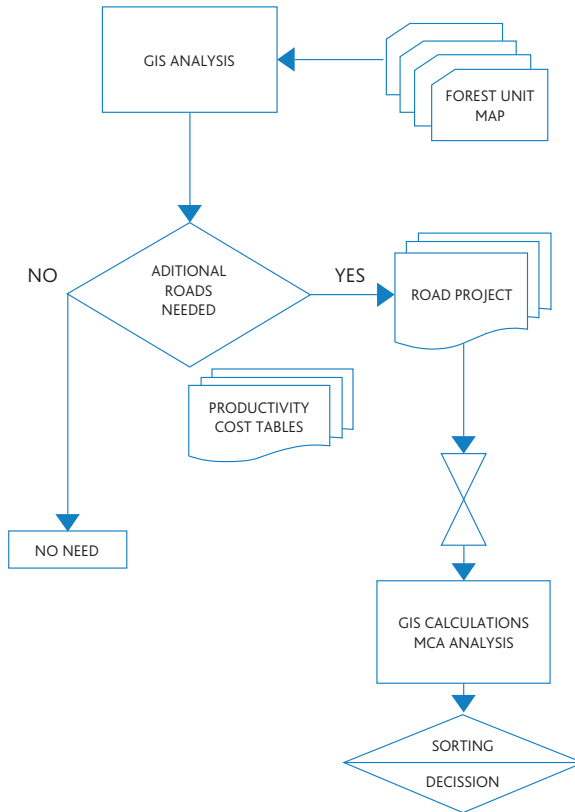 GIS ANALYSIS
FOREST UNIT
MAP
NO
ADITIONAL
ROADS
NEEDED
YES
ROAD PROJECT
PRODUCTIVITY
COST TABLES
NO NEED
GIS CALCULATIONS
MCA ANALYSIS
SORTING
DECISSION